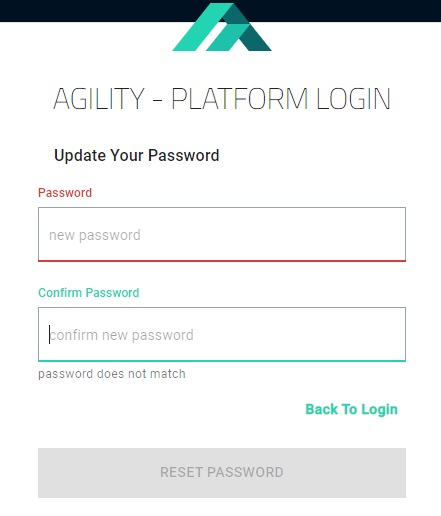 AGILITY - PLATFORM LOGIN
Update Your Password
Password
new password
Confirm Password
confirm new password
password does not match
Back To Login
RESET PASSWORD